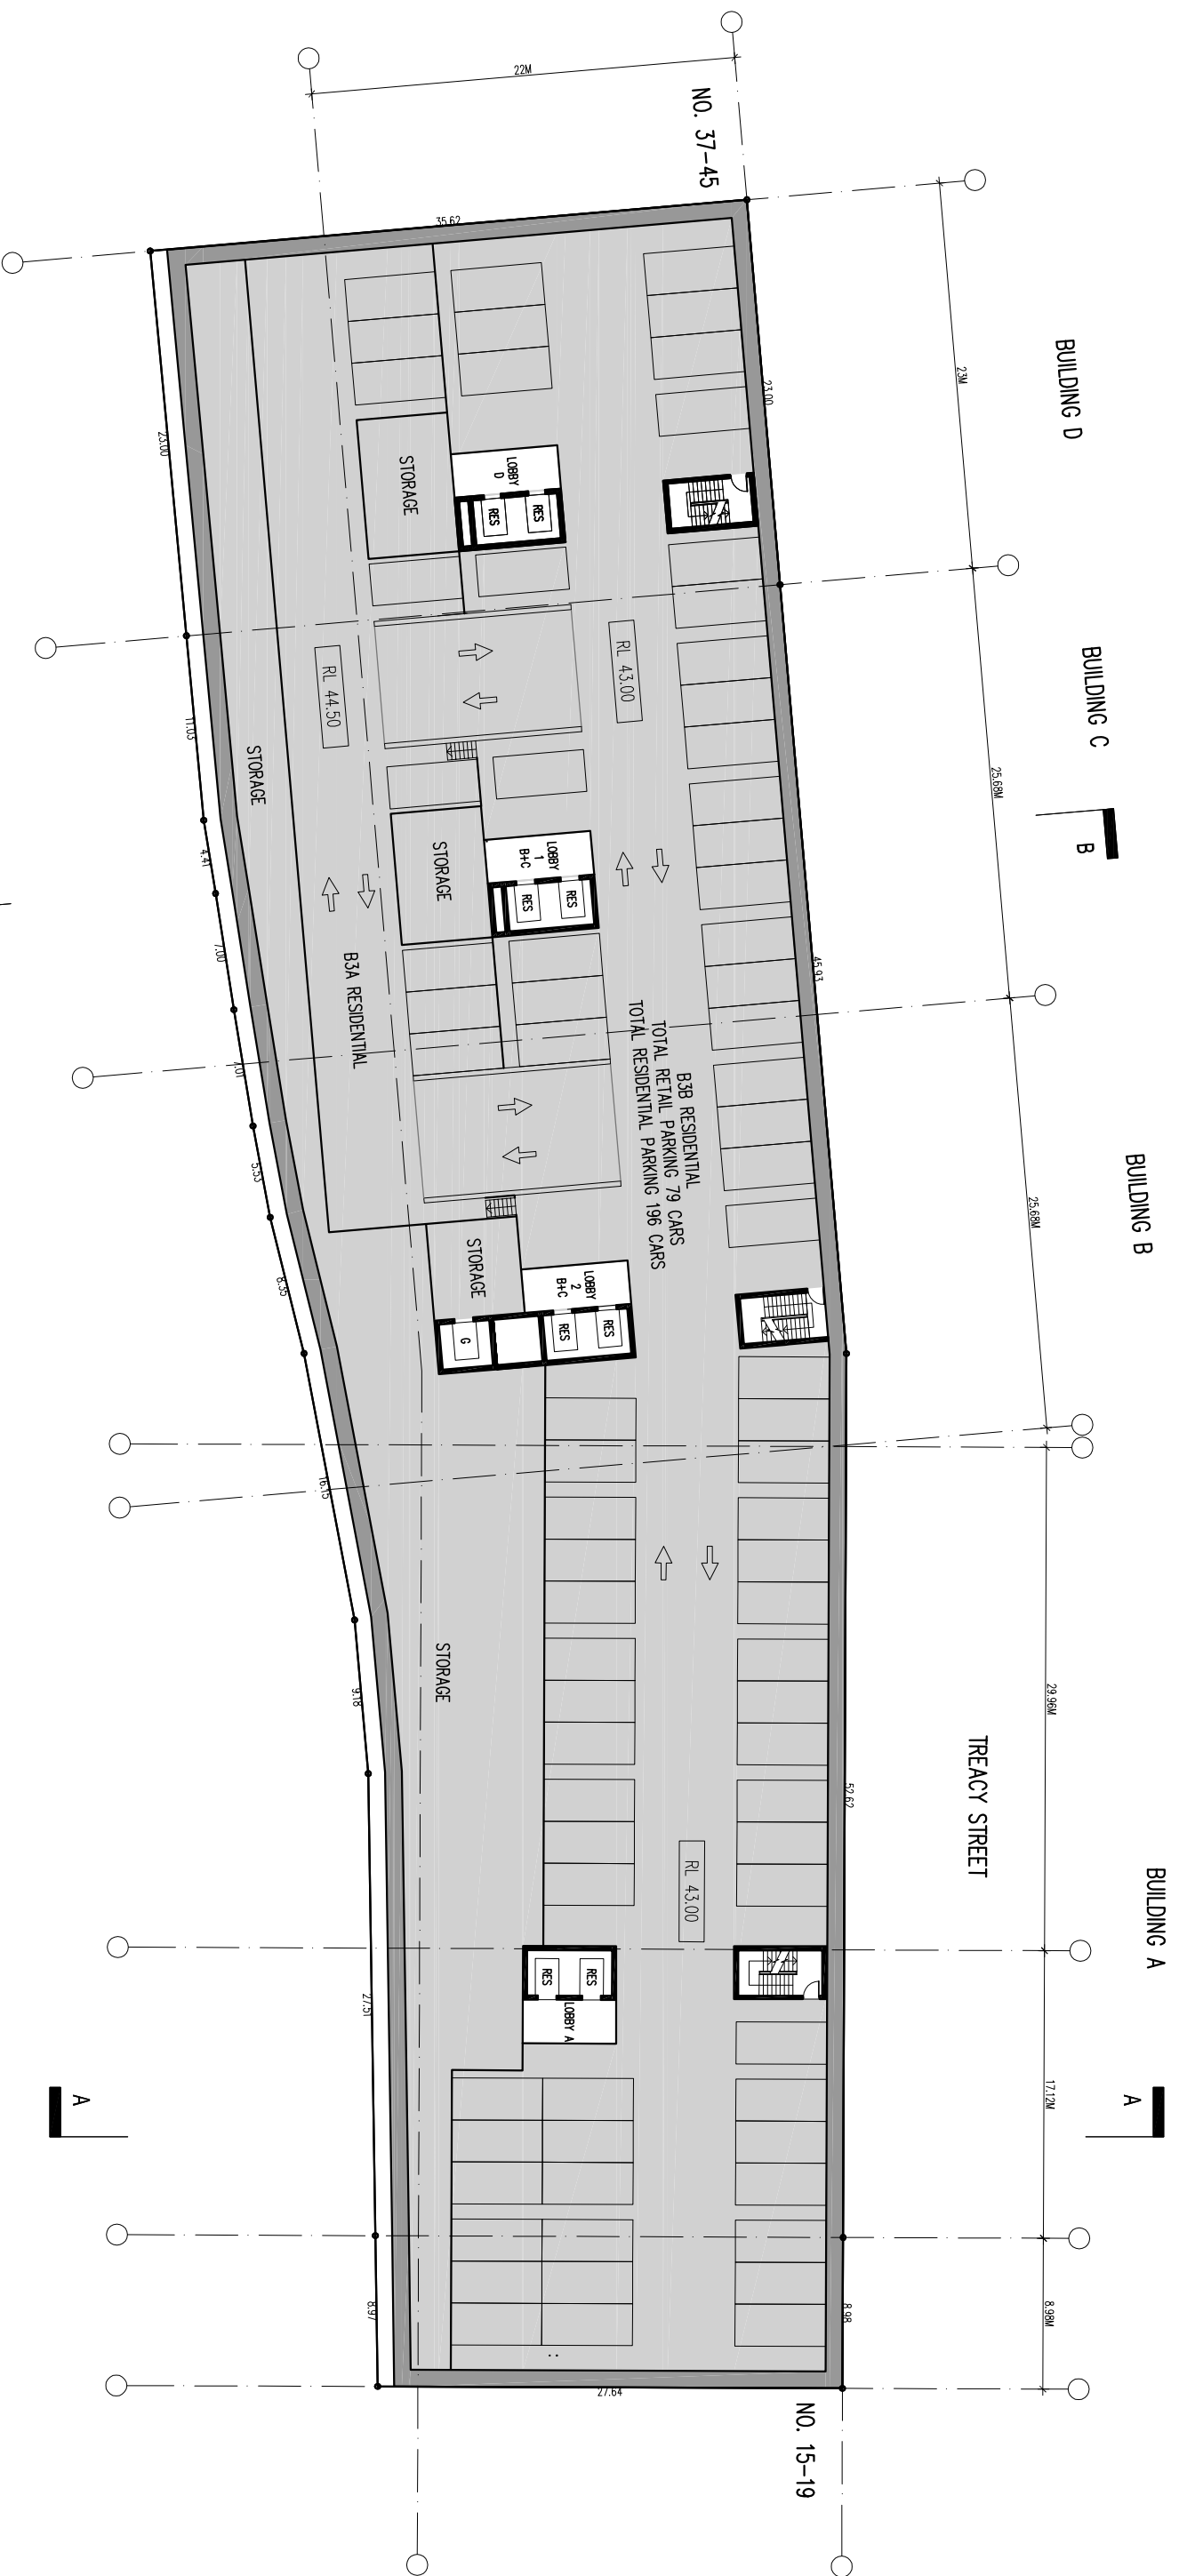 22M
NO. 37-45
35.62
23M
BUILDING D
23.00
23.00
STORAGE
LOBBY
D
RES
RES
BUILDING C
25.68M
B
RL 43.00
RL 44.50
11.03
STORAGE
4.41
STORAGE
LOBBY
1
B+C
RES
RES
7.00
45.93
B3A RESIDENTIAL
7.01
B3B RESIDENTIAL
TOTAL RETAIL PARKING 79 CARS
TOTAL RESIDENTIAL PARKING 196 CARS
BUILDING B
25.68M
5.53
8.35
STORAGE
LOBBY
2
B+C
RES
RES
G
16.15
STORAGE
9.18
29.96M
TREACY STREET
52.62
RL 43.00
BUILDING A
RES
RES
LOBBY A
27.51
17.12M
A
A
8.97
8.98
8.98M
27.64
NO. 15-19